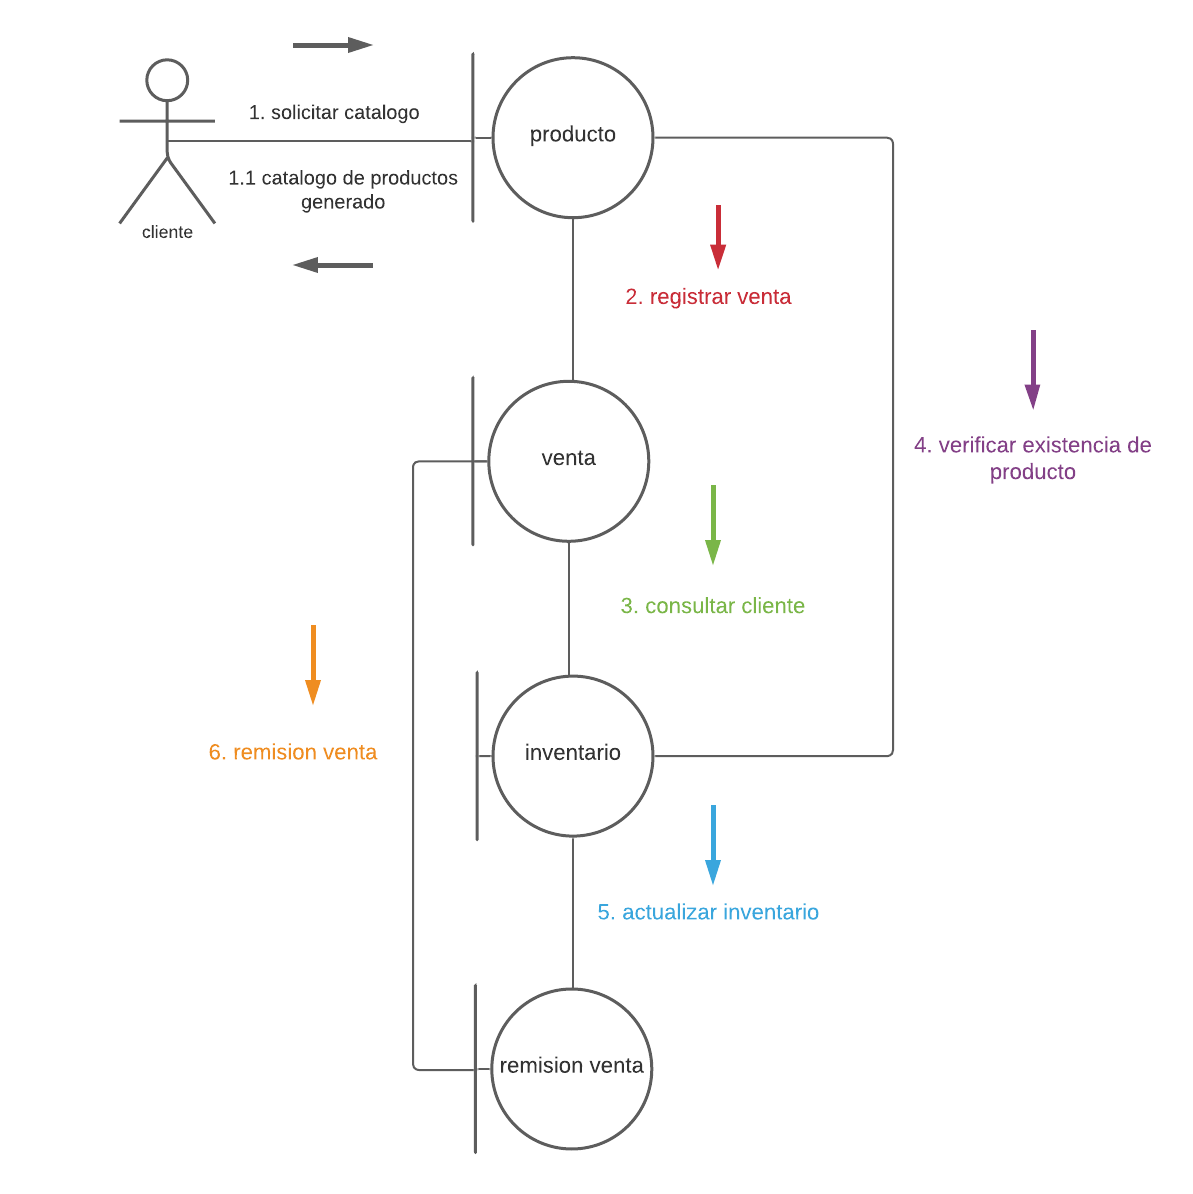 1. solicitar catalogo
producto
1.1 catalogo de productos
generado
cliente
2. registrar venta
venta
4. verificar existencia de
producto
3. consultar cliente
6. remision venta
inventario
5. actualizar inventario
remision venta